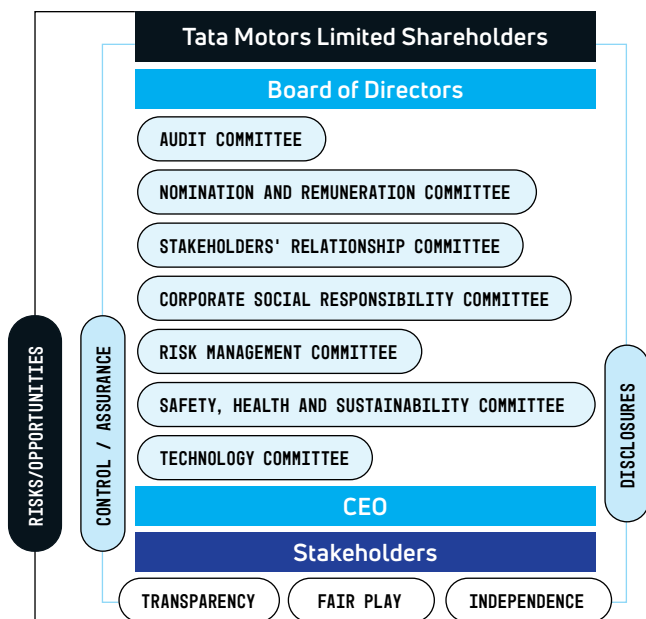 Tata Motors Limited Shareholders
Board of Directors
AUDIT COMMITTEE
NOMINATION AND REMUNERATION COMMITTEE
STAKEHOLDERS' RELATIONSHIP COMMITTEE
CORPORATE SOCIAL RESPONSIBILITY COMMITTEE
RISK MANAGEMENT COMMITTEE
SAFETY, HEALTH AND SUSTAINABILITY COMMITTEE
TECHNOLOGY COMMITTEE
CEO
Stakeholders
TRANSPARENCY
FAIR PLAY
INDEPENDENCE
RISKS/OPPORTUNITIES
CONTROL / ASSURANCE
DISCLOSURES